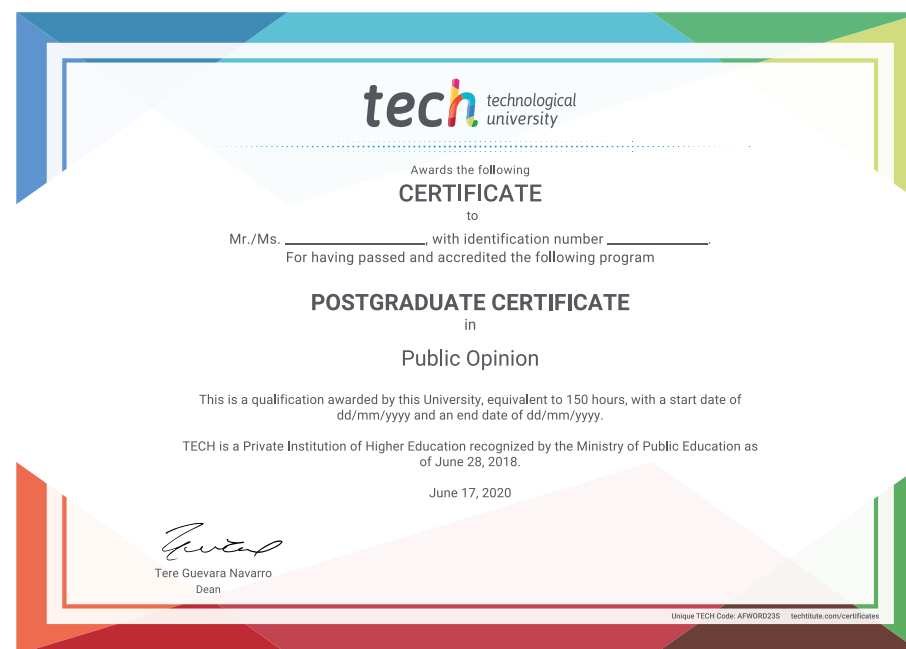 tech technological
university
Awards the following
CERTIFICATE
to
Mr./Ms. ____________________, with identification number ______________.
For having passed and accredited the following program
POSTGRADUATE CERTIFICATE
in
Public Opinion
This is a qualification awarded by this University, equivalent to 150 hours, with a start date of
dd/mm/yyyy and an end date of dd/mm/yyyy.
TECH is a Private Institution of Higher Education recognized by the Ministry of Public Education as
of June 28, 2018.
June 17, 2020
Tere Guevara Navarro
Dean
Unique TECH Code: AFWORD23S techtitute.com/certificates